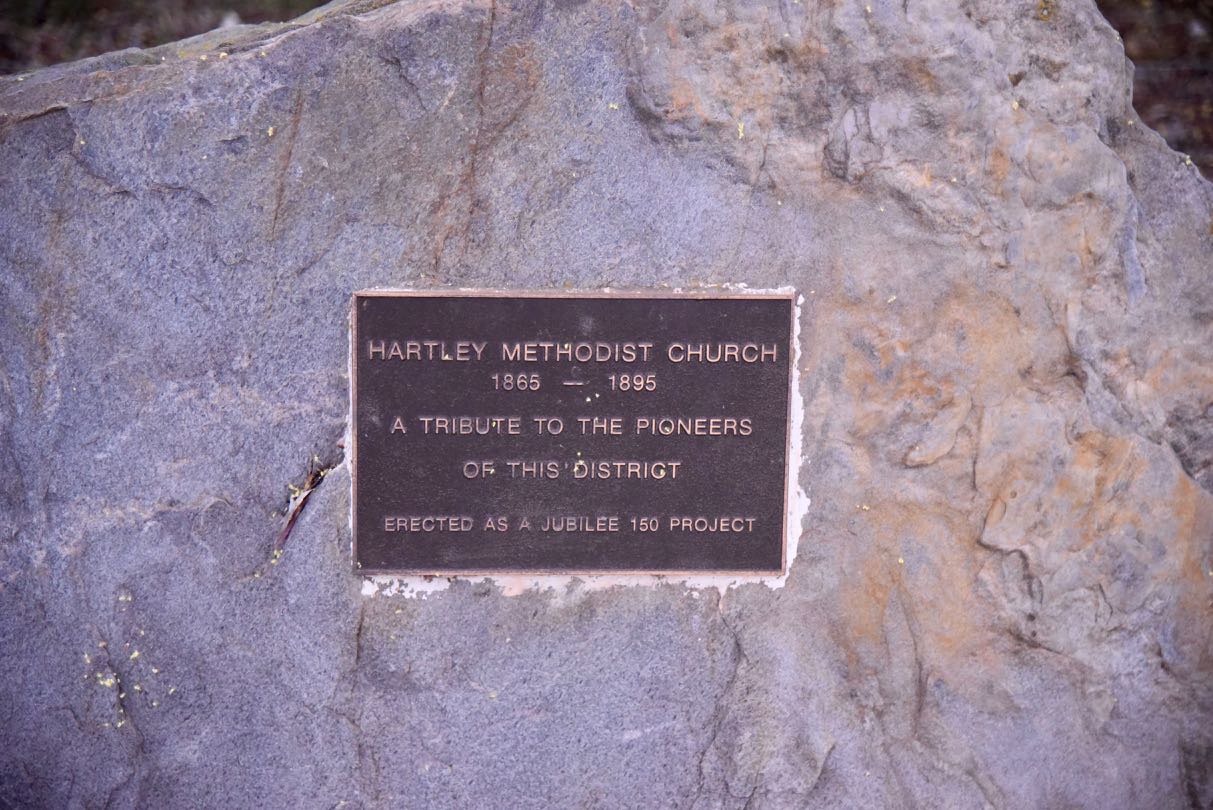 HARTLEY METHODIST CHURCH
1865 — 1895
A TRIBUTE TO THE PIONEERS
OF THIS DISTRICT
ERECTED AS A JUBILEE 150 PROJECT